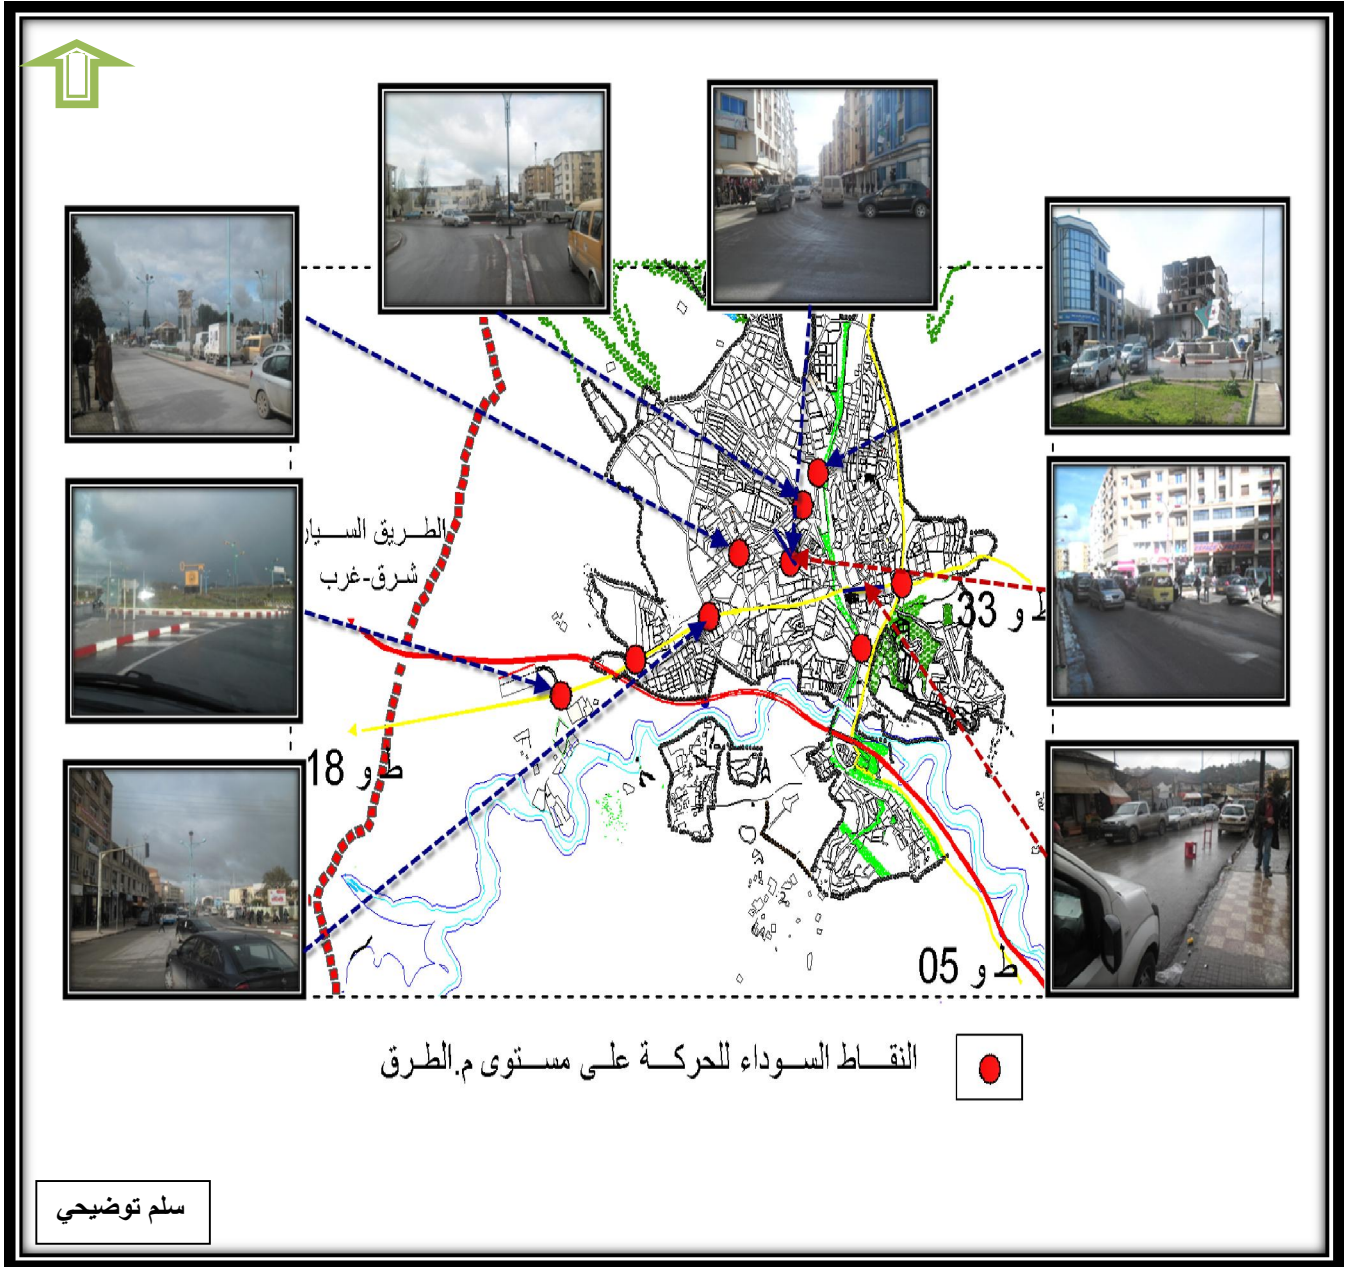 الطريق السيار
شرق-غرب
ط و 33
ط و 18
ط و 05
النقاط السوداء للحركة على مستوى م.الطرق
سلم توضيحي